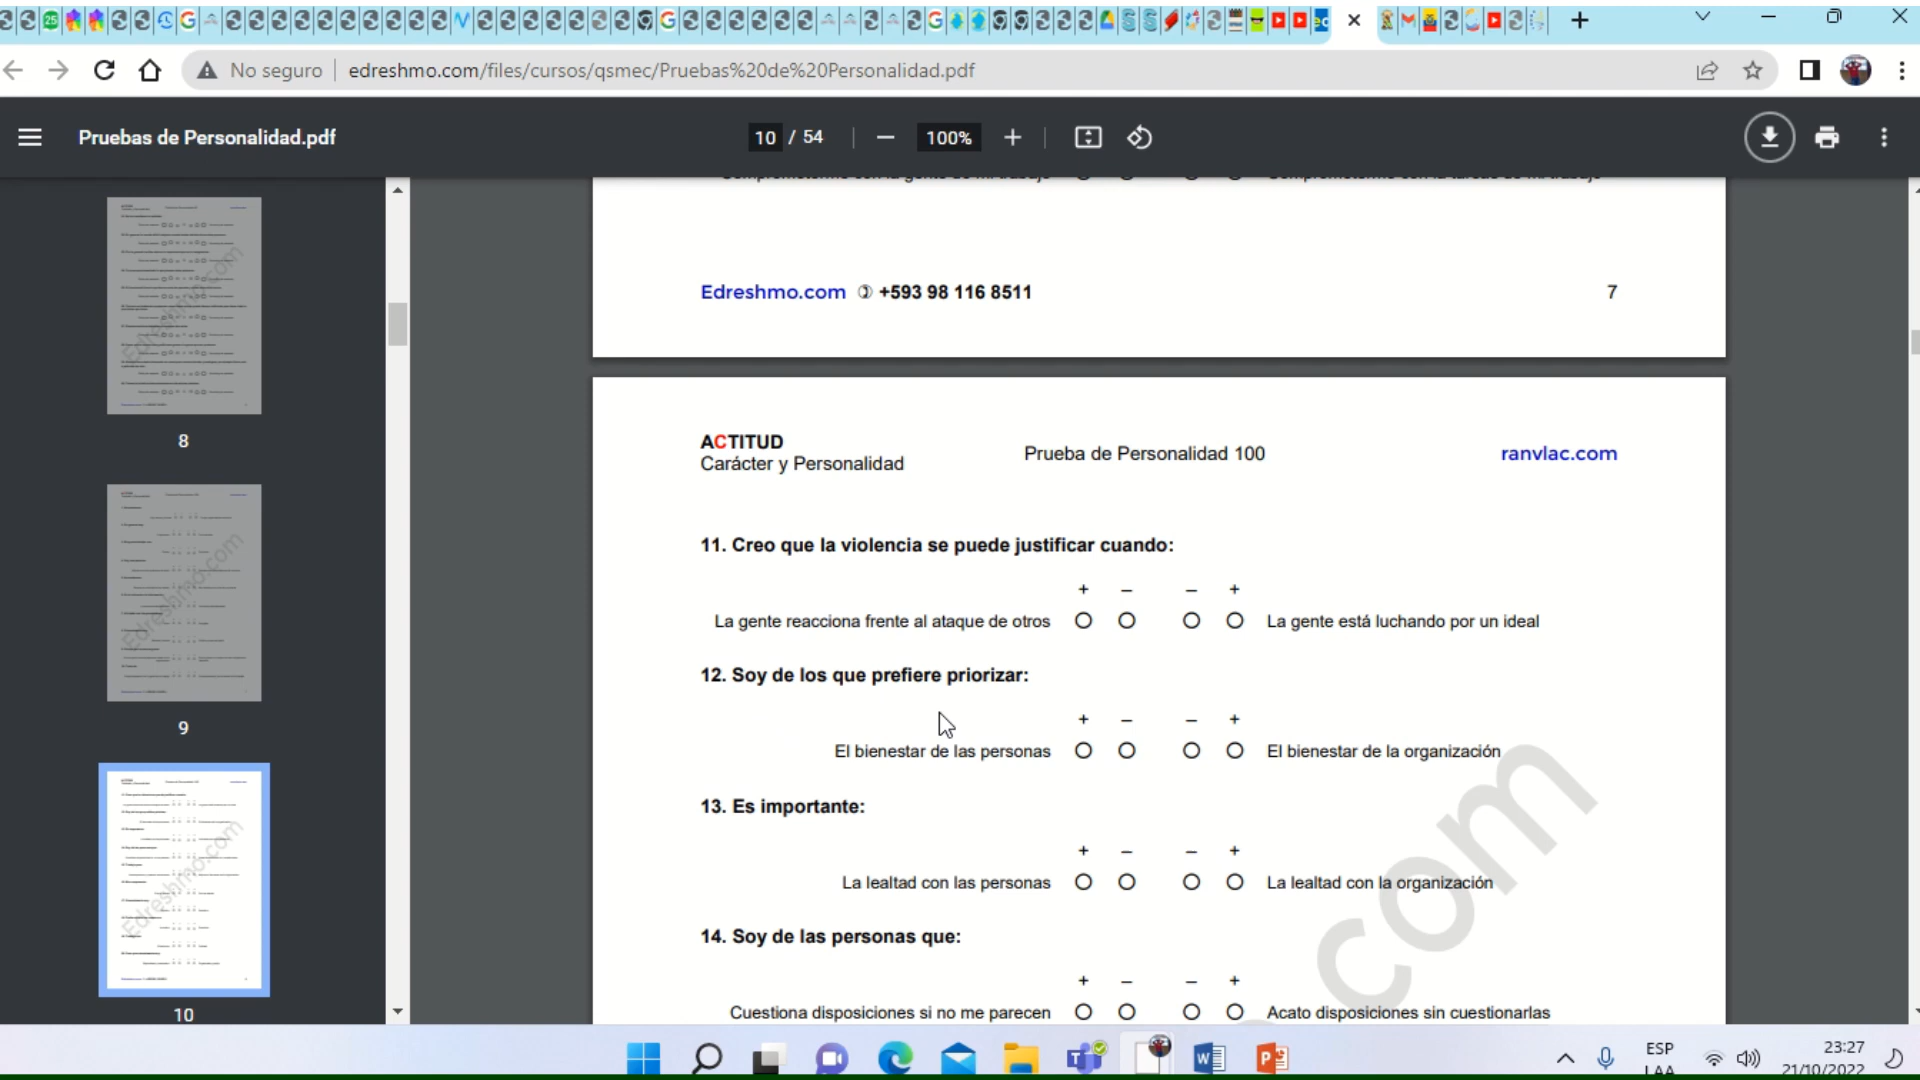 No seguro
edreshmo.com/files/cursos/qsmec/Pruebas%20de%20Personalidad.pdf
Pruebas de Personalidad.pdf
10 / 54
100%
8
9
10
Edreshmo.com ✆ +593 98 116 8511
7
ACTITUD
Carácter y Personalidad
Prueba de Personalidad 100
ranvlac.com
11. Creo que la violencia se puede justificar cuando:
+ – – +
La gente reacciona frente al ataque de otros
La gente está luchando por un ideal
12. Soy de los que prefiere priorizar:
+ – – +
El bienestar de las personas
El bienestar de la organización
13. Es importante:
+ – – +
La lealtad con las personas
La lealtad con la organización
14. Soy de las personas que:
+ – – +
Cuestiona disposiciones si no me parecen
Acato disposiciones sin cuestionarlas
com
ESP
LAA
23:27
21/10/2022